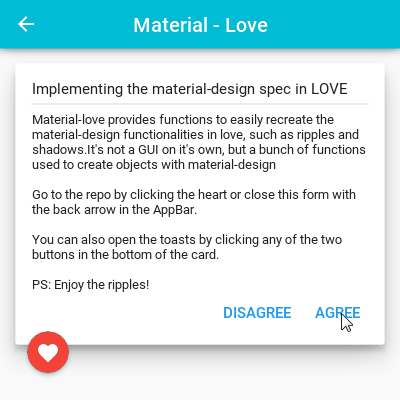 Material - Love
Implementing the material-design spec in LOVE
Material-love provides functions to easily recreate the
material-design functionalities in love, such as ripples and
shadows.It's not a GUI on it's own, but a bunch of functions
used to create objects with material-design
Go to the repo by clicking the heart or close this form with
the back arrow in the AppBar.
You can also open the toasts by clicking any of the two
buttons in the bottom of the card.
PS: Enjoy the ripples!
DISAGREE AGREE